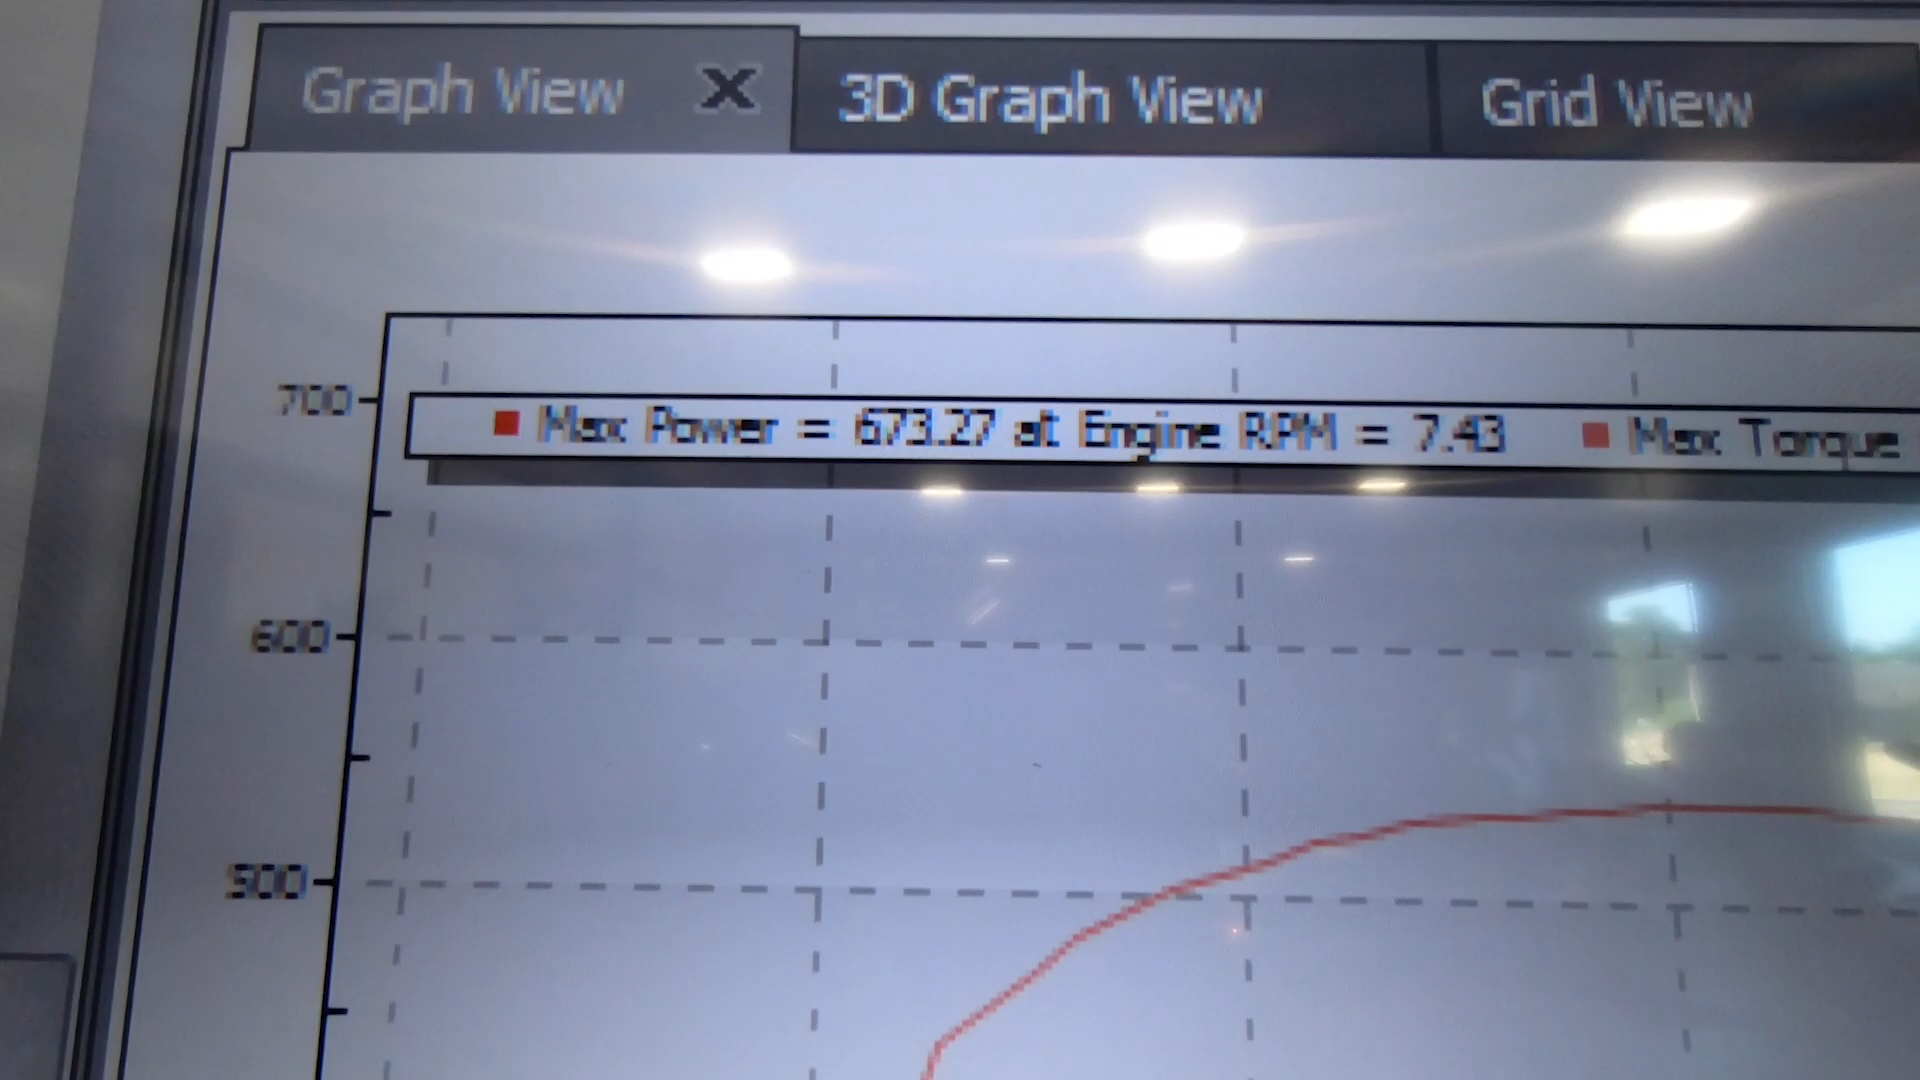 Graph View X 3D Graph View Grid View
700
Max Power = 673.27 at Engine RPM = 7.43 Max Torque
600
500